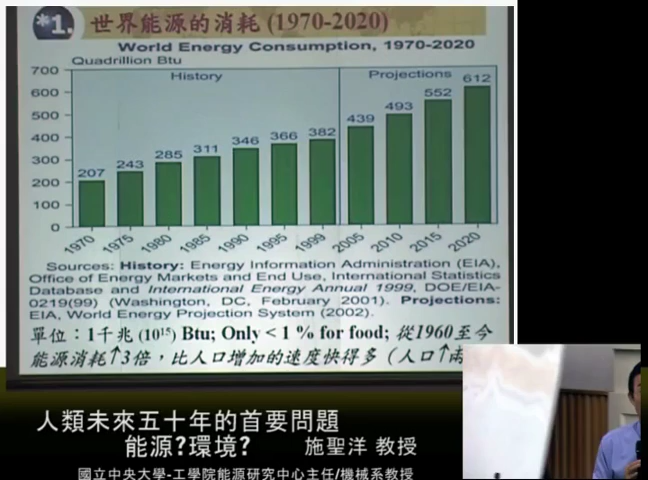 *1. 世界能源的消耗 (1970-2020)
World Energy Consumption, 1970-2020
Quadrillion Btu
History
Projections
700
600
500
400
300
200
100
0
207
243
285
311
346
366
382
439
493
552
612
1970
1975
1980
1985
1990
1995
1999
2005
2010
2015
2020
Sources: History: Energy Information Administration (EIA),
Office of Energy Markets and End Use, International Statistics
Database and International Energy Annual 1999, DOE/EIA-
0219(99) (Washington, DC, February 2001). Projections:
EIA, World Energy Projection System (2002).
單位：1千兆 (10¹⁵) Btu; Only < 1 % for food; 從1960至今
能源消耗↑3倍，比人口增加的速度快得多（人口↑兩
人類未來五十年的首要問題
能源?環境? 施聖洋 教授
國立中央大學-工學院能源研究中心主任/機械系教授